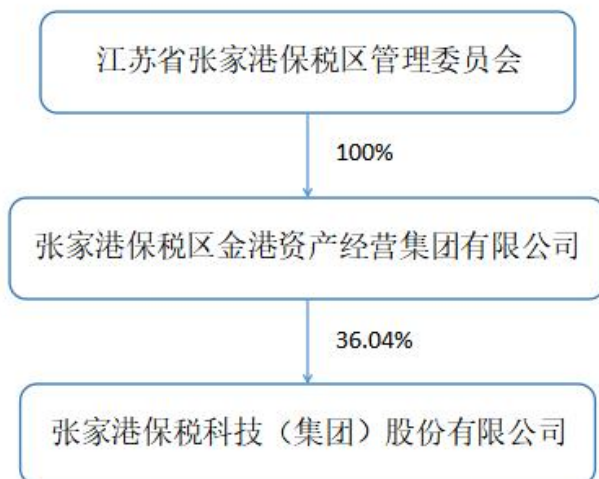 江苏省张家港保税区管理委员会
100%
张家港保税区金港资产经营集团有限公司
36.04%
张家港保税科技（集团）股份有限公司